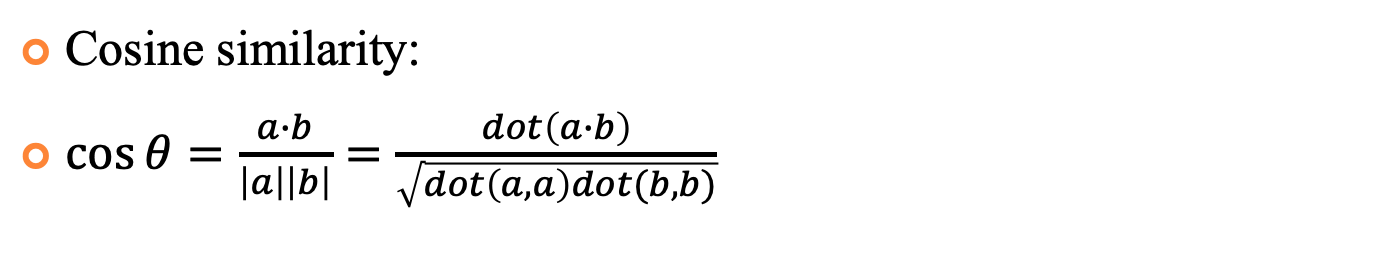 Cosine similarity:
cos θ = a·b / |a||b| = dot(a·b) / √dot(a,a)dot(b,b)